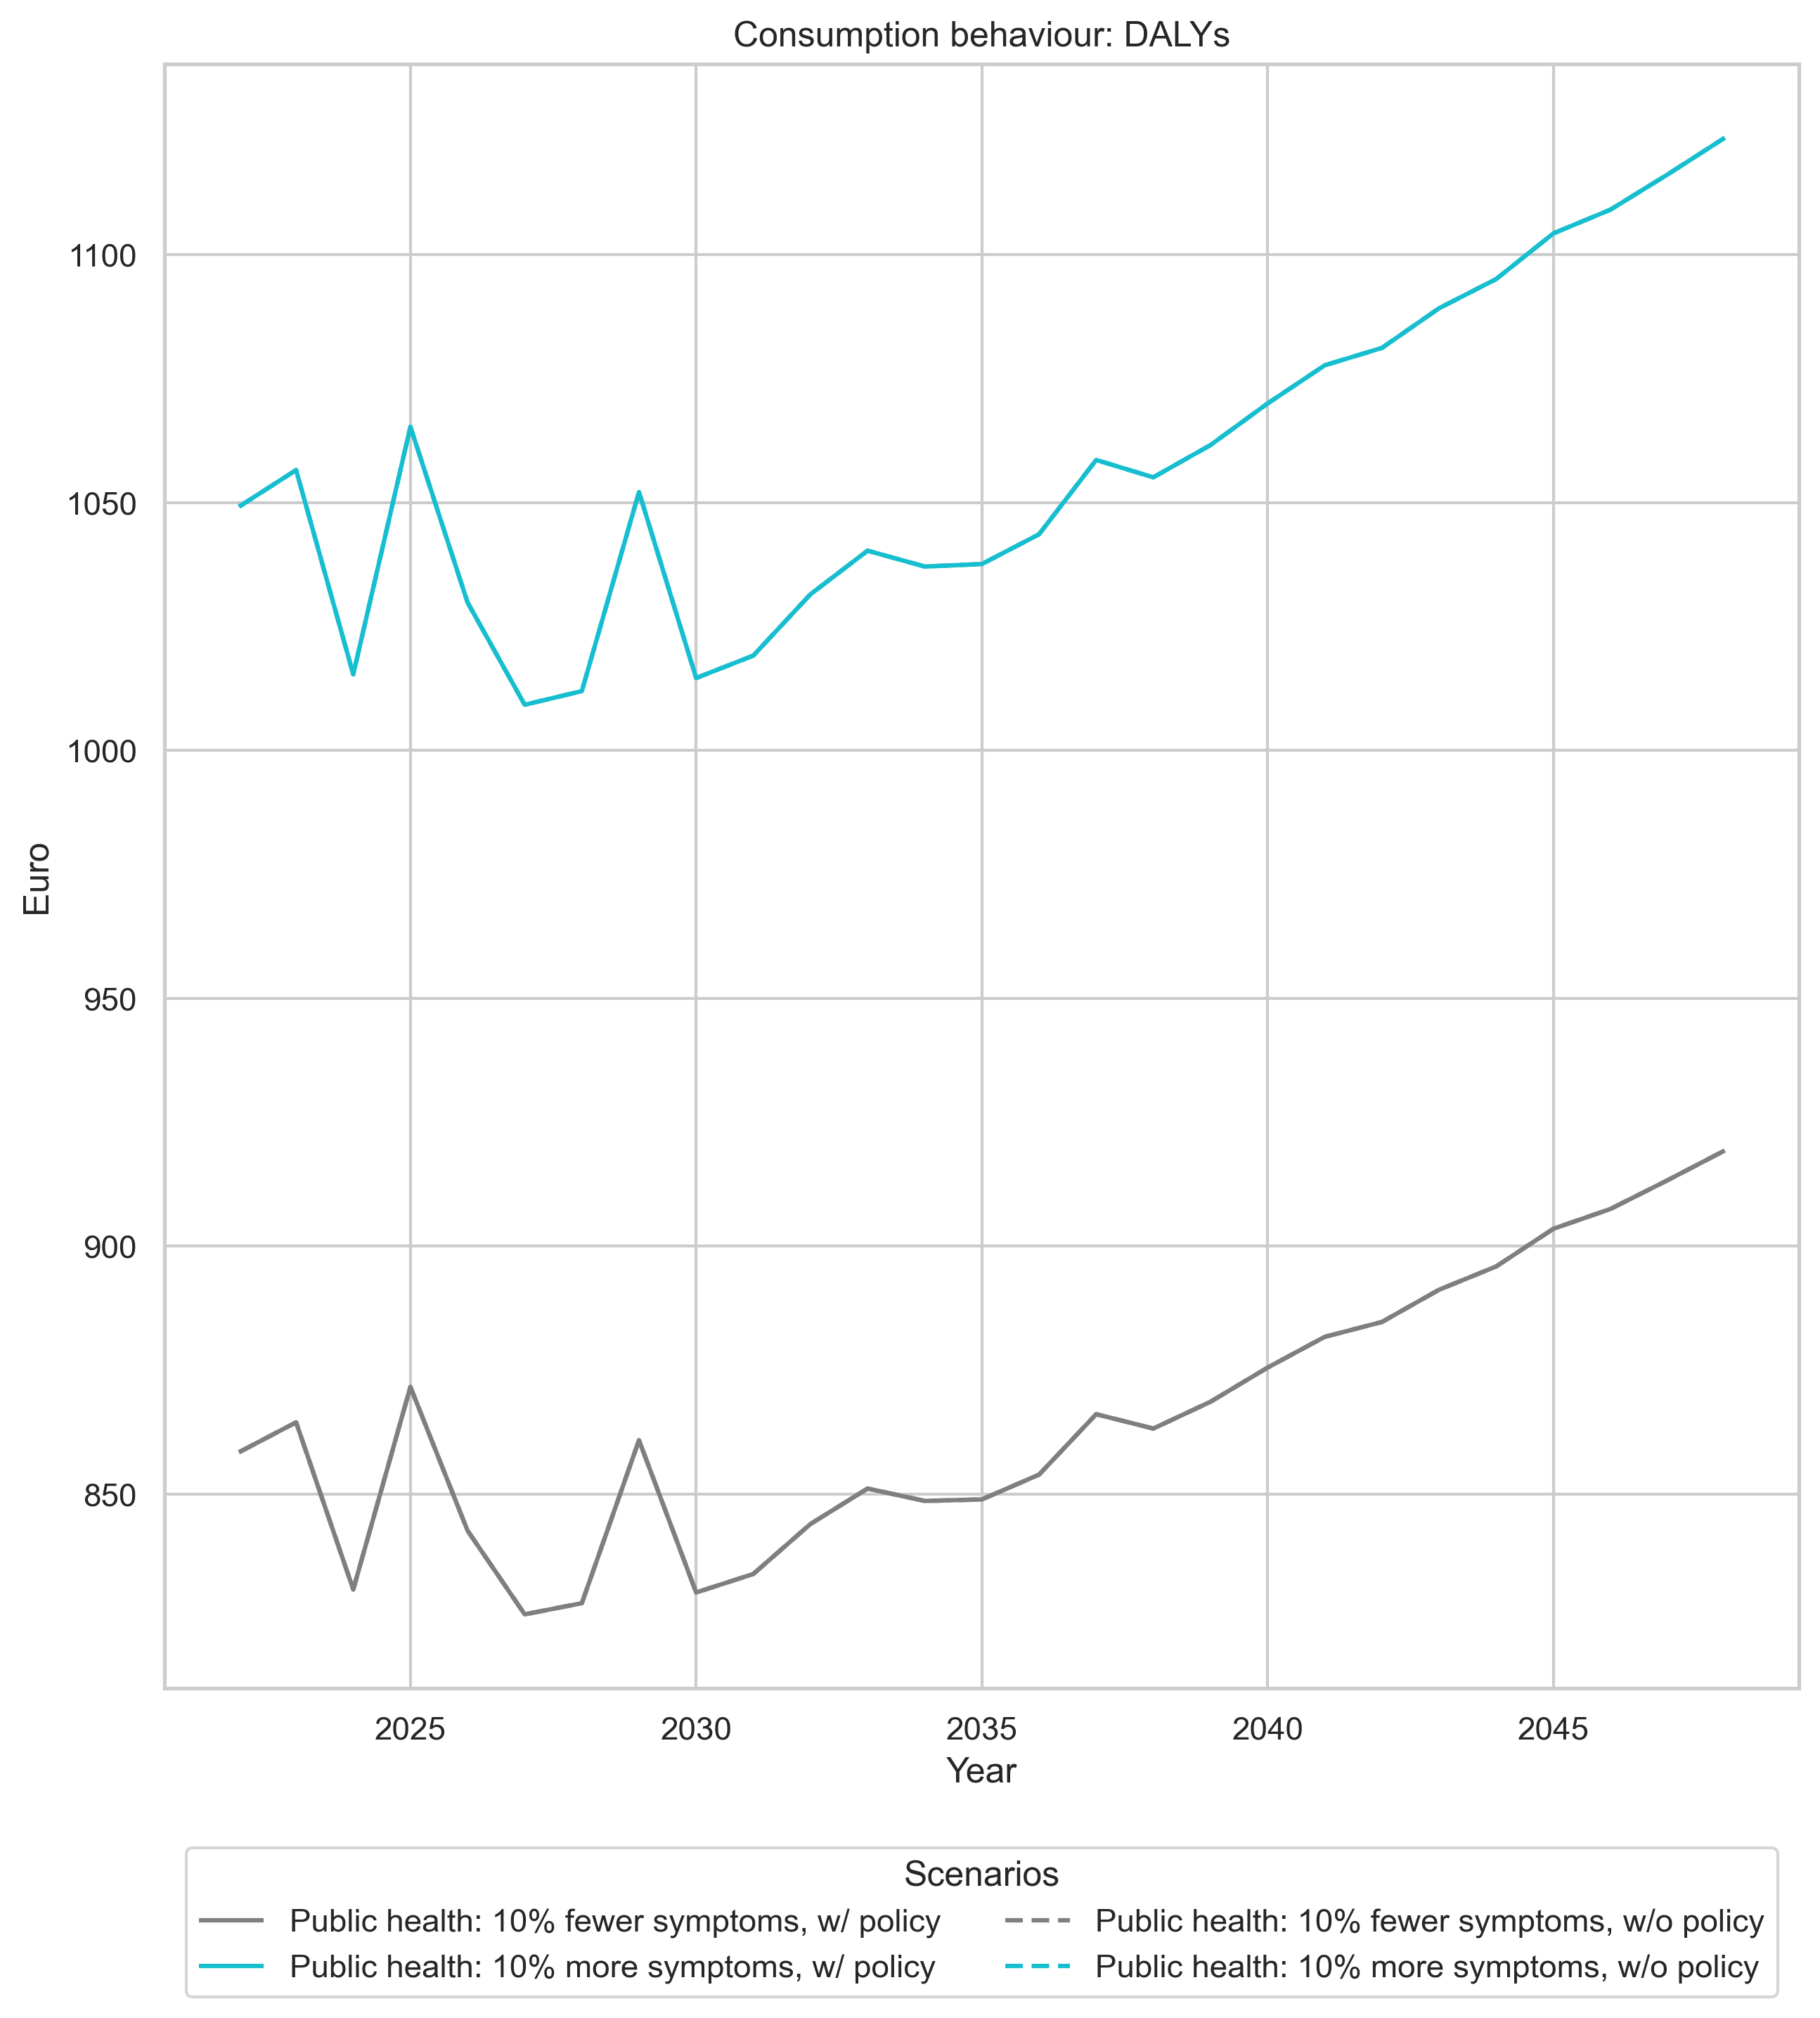 Consumption behaviour: DALYs
1100
1050
1000
950
900
850
Euro
2025 2030 2035 2040 2045
Year
Scenarios
Public health: 10% fewer symptoms, w/ policy
Public health: 10% more symptoms, w/ policy
Public health: 10% fewer symptoms, w/o policy
Public health: 10% more symptoms, w/o policy